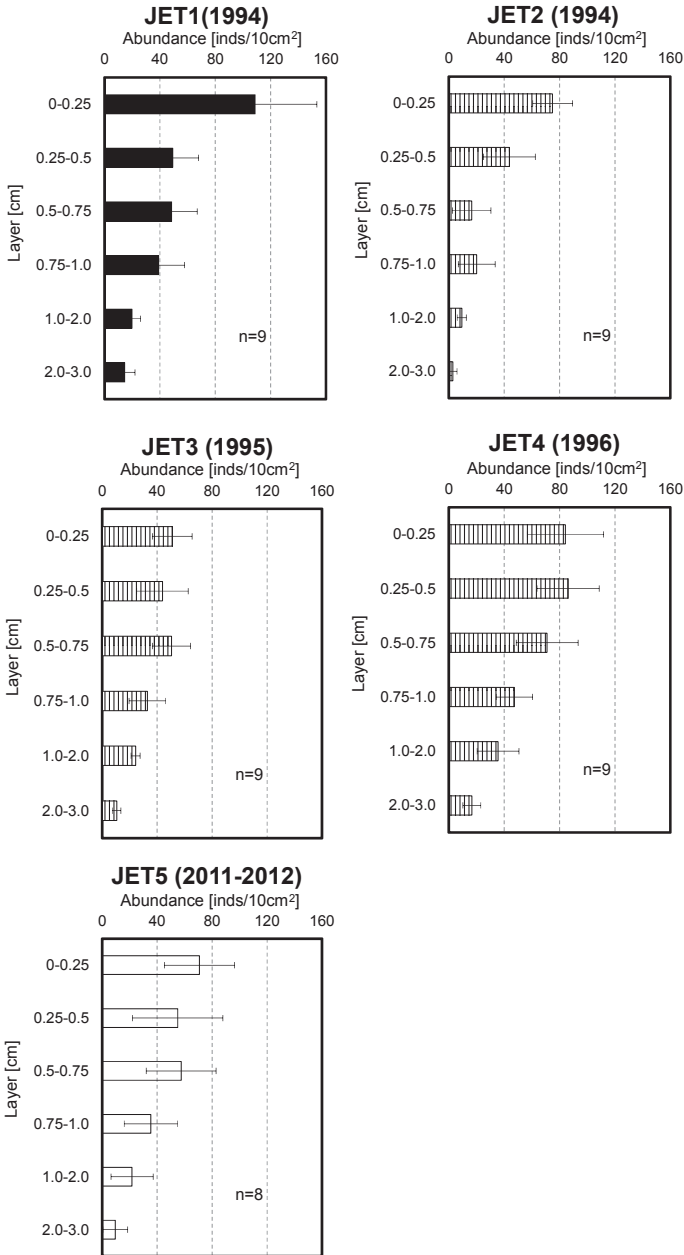 JET1(1994)
Abundance [inds/10cm²]
0 40 80 120 160
Layer [cm]
0-0.25
0.25-0.5
0.5-0.75
0.75-1.0
1.0-2.0
2.0-3.0
n=9
JET2 (1994)
Abundance [inds/10cm²]
0 40 80 120 160
Layer [cm]
0-0.25
0.25-0.5
0.5-0.75
0.75-1.0
1.0-2.0
2.0-3.0
n=9
JET3 (1995)
Abundance [inds/10cm²]
0 40 80 120 160
Layer [cm]
0-0.25
0.25-0.5
0.5-0.75
0.75-1.0
1.0-2.0
2.0-3.0
n=9
JET4 (1996)
Abundance [inds/10cm²]
0 40 80 120 160
Layer [cm]
0-0.25
0.25-0.5
0.5-0.75
0.75-1.0
1.0-2.0
2.0-3.0
n=9
JET5 (2011-2012)
Abundance [inds/10cm²]
0 40 80 120 160
Layer [cm]
0-0.25
0.25-0.5
0.5-0.75
0.75-1.0
1.0-2.0
2.0-3.0
n=8